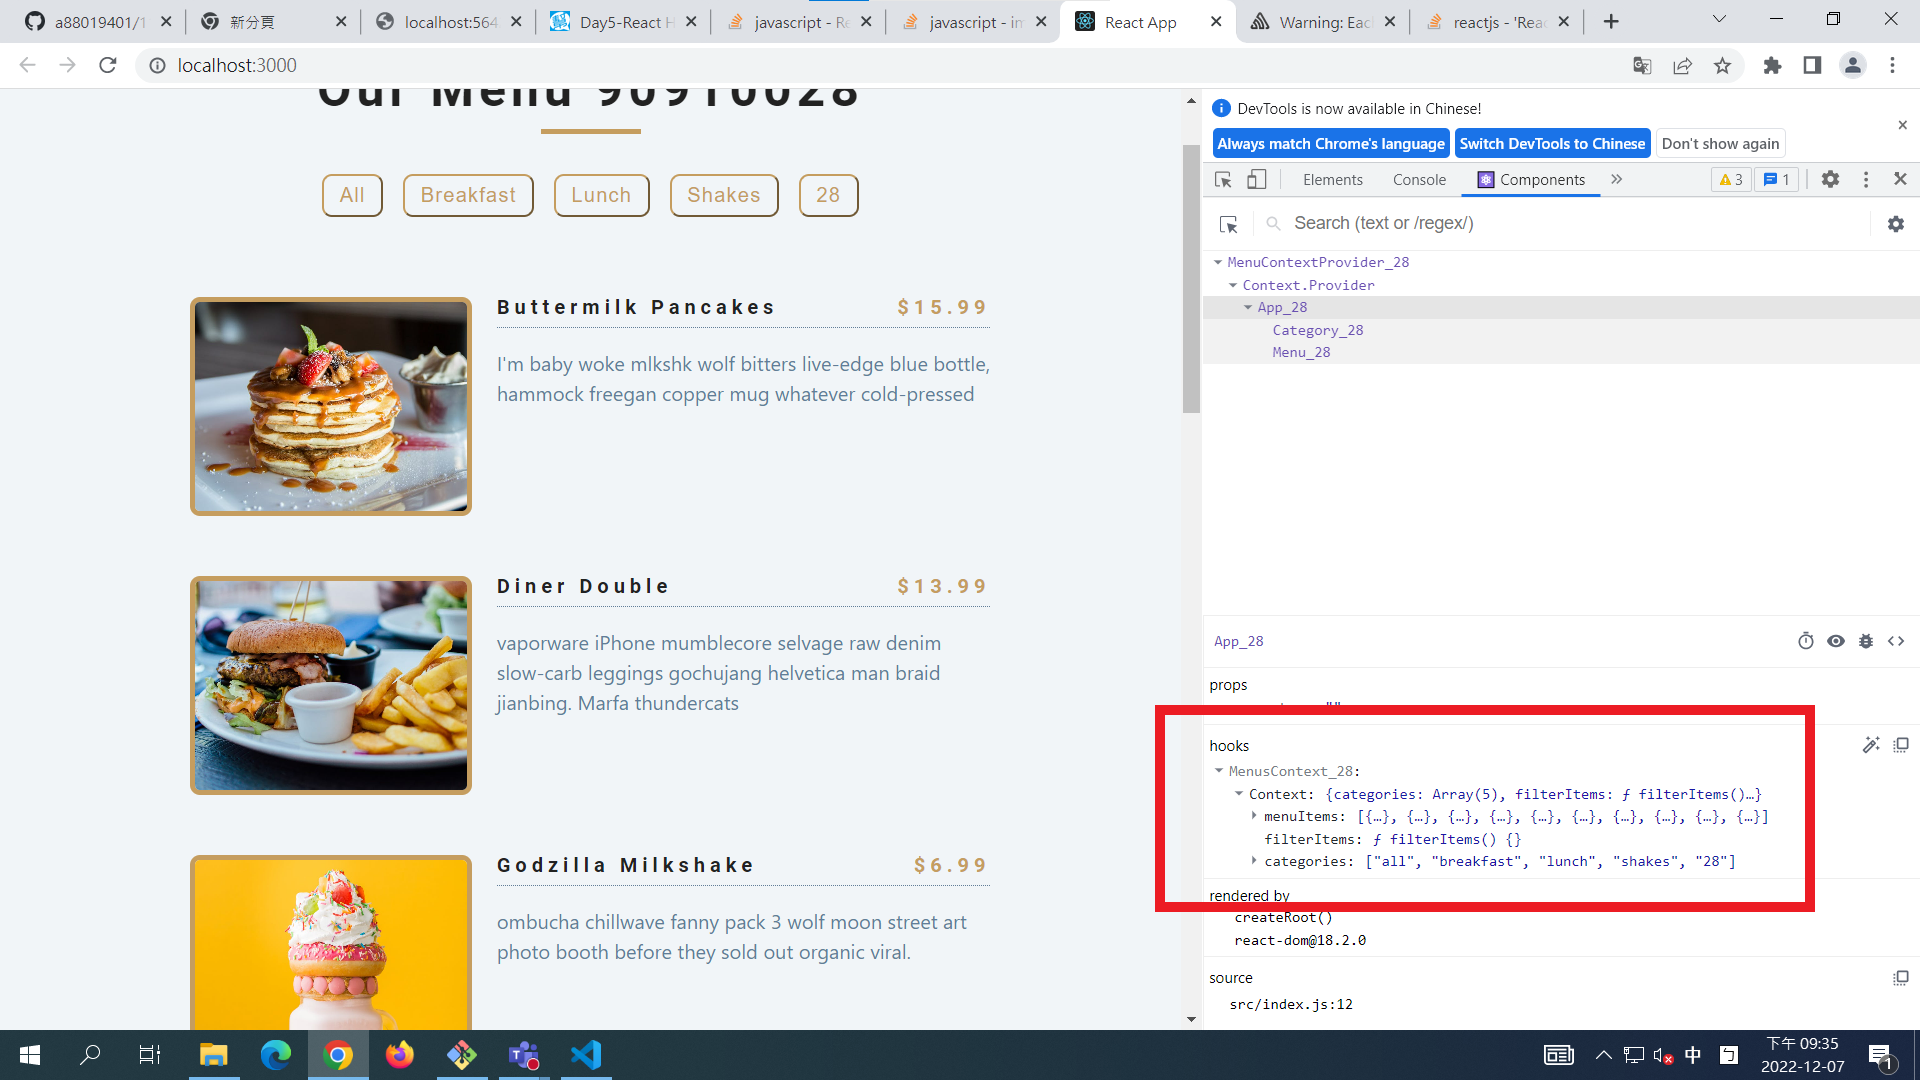 a88019401/1
新分頁
localhost:564
Day5-React H
javascript - Re
javascript - im
React App
Warning: Eac
reactjs - 'Reac
localhost:3000
Our Menu 90910028
All
Breakfast
Lunch
Shakes
28
Buttermilk Pancakes
$15.99
I'm baby woke mlkshk wolf bitters live-edge blue bottle,
hammock freegan copper mug whatever cold-pressed
Diner Double
$13.99
vaporware iPhone mumblecore selvage raw denim
slow-carb leggings gochujang helvetica man braid
jianbing. Marfa thundercats
Godzilla Milkshake
$6.99
ombucha chillwave fanny pack 3 wolf moon street art
photo booth before they sold out organic viral.
DevTools is now available in Chinese!
Always match Chrome's language
Switch DevTools to Chinese
Don't show again
Elements
Console
Components
3
1
Search (text or /regex/)
MenuContextProvider_28
Context.Provider
App_28
Category_28
Menu_28
App_28
props
hooks
MenusContext_28:
Context: {categories: Array(5), filterItems: ƒ filterItems()…}
menuItems: [{…}, {…}, {…}, {…}, {…}, {…}, {…}, {…}, {…}, {…}]
filterItems: ƒ filterItems() {}
categories: ["all", "breakfast", "lunch", "shakes", "28"]
rendered by
createRoot()
react-dom@18.2.0
source
src/index.js:12
中
下午 09:35
2022-12-07
1